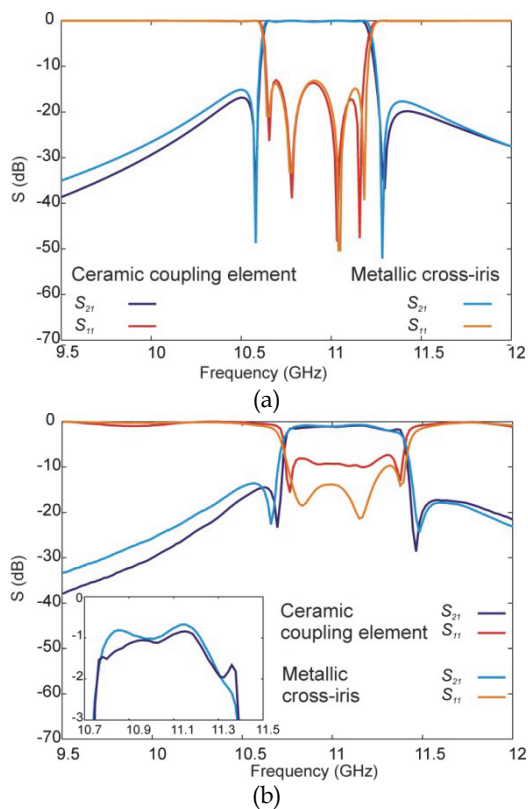 0
-10
-20
-30
-40
-50
-60
-70
S (dB)
Ceramic coupling element
Metallic cross-iris
S21
S11
S21
S11
9.5
10
10.5
11
11.5
12
Frequency (GHz)
(a)
0
-10
-20
-30
-40
-50
-60
-70
S (dB)
0
-1
-2
-3
10.7
10.9
11.1
11.3
11.5
Ceramic
coupling element
S21
S11
Metallic
cross-iris
S21
S11
9.5
10
10.5
11
11.5
12
Frequency (GHz)
(b)